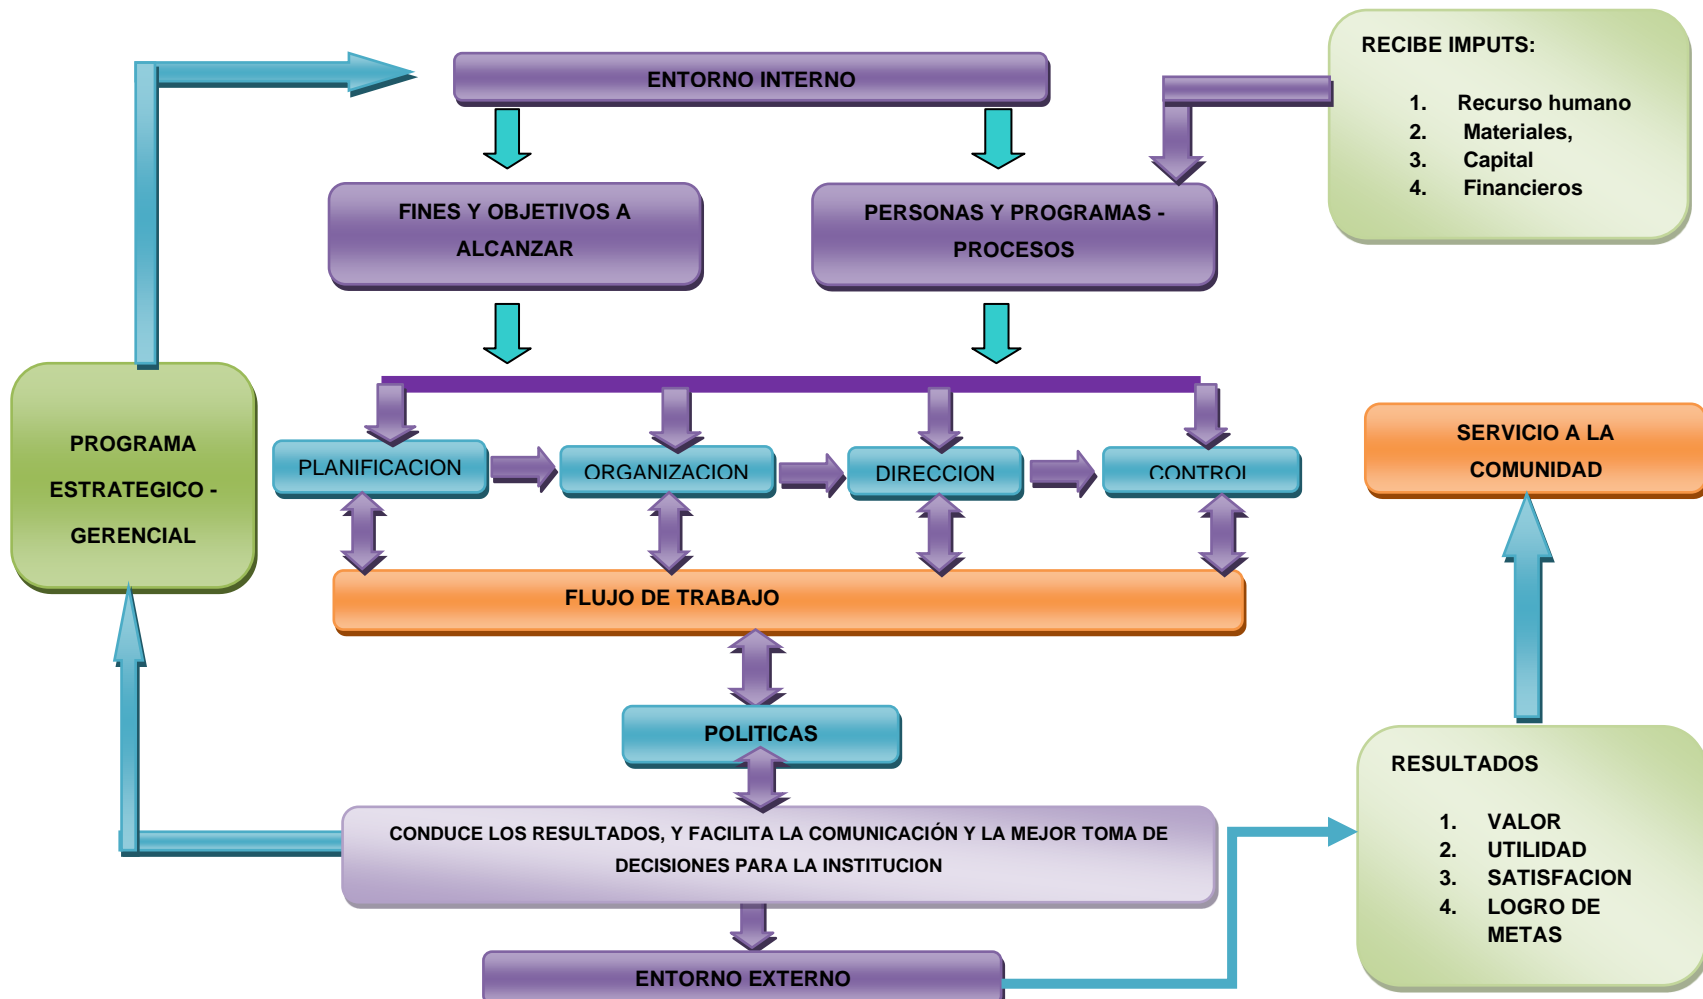 RECIBE IMPUTS:
1. Recurso humano
2. Materiales,
3. Capital
4. Financieros
ENTORNO INTERNO
FINES Y OBJETIVOS A
ALCANZAR
PERSONAS Y PROGRAMAS -
PROCESOS
PROGRAMA
ESTRATEGICO -
GERENCIAL
PLANIFICACION
ORGANIZACION
DIRECCION
CONTROL
SERVICIO A LA
COMUNIDAD
FLUJO DE TRABAJO
POLITICAS
CONDUCE LOS RESULTADOS, Y FACILITA LA COMUNICACIÓN Y LA MEJOR TOMA DE
DECISIONES PARA LA INSTITUCION
RESULTADOS
1. VALOR
2. UTILIDAD
3. SATISFACION
4. LOGRO DE
METAS
ENTORNO EXTERNO